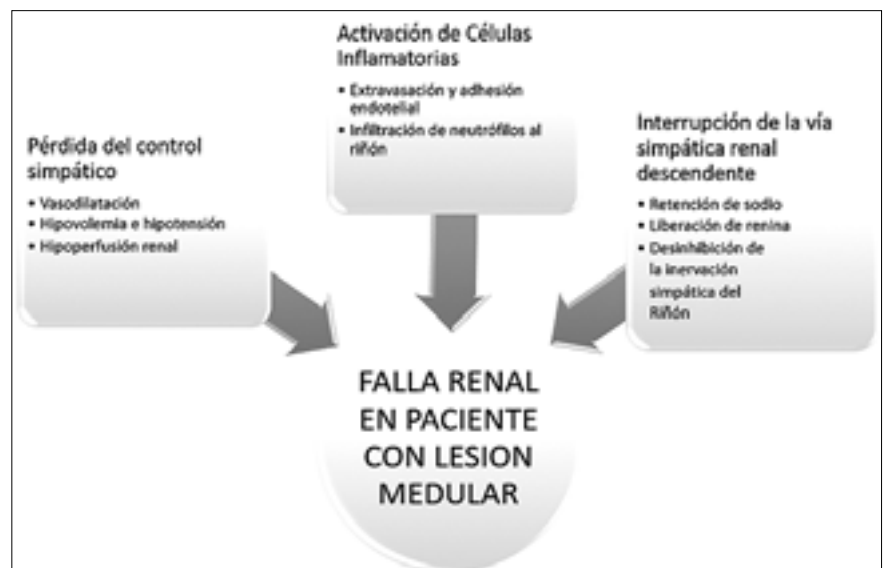 Pérdida del control
simpático
• Vasodilatación
• Hipovolemia e hipotensión
• Hipoperfusión renal
Activación de Células
Inflamatorias
• Extravasación y adhesión
endotelial
• Infiltración de neutrófilos al
riñón
Interrupción de la vía
simpática renal
descendente
• Retención de sodio
• Liberación de renina
• Desinhibición de
la inervación
simpática del
Riñón
FALLA RENAL
EN PACIENTE
CON LESION
MEDULAR